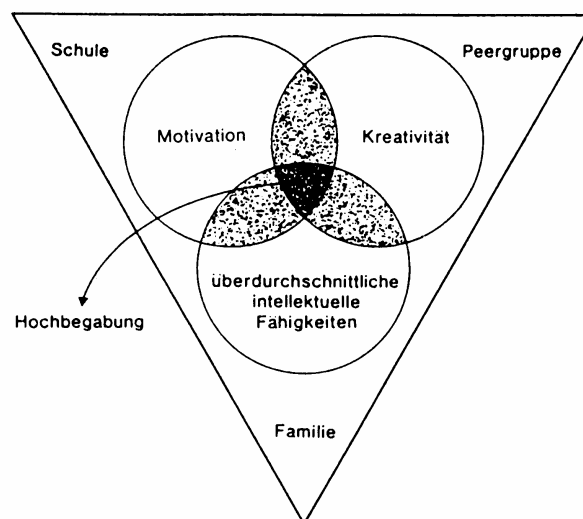 Schule
Peergruppe
Motivation
Kreativität
überdurchschnittliche
intellektuelle
Fähigkeiten
Hochbegabung
Familie